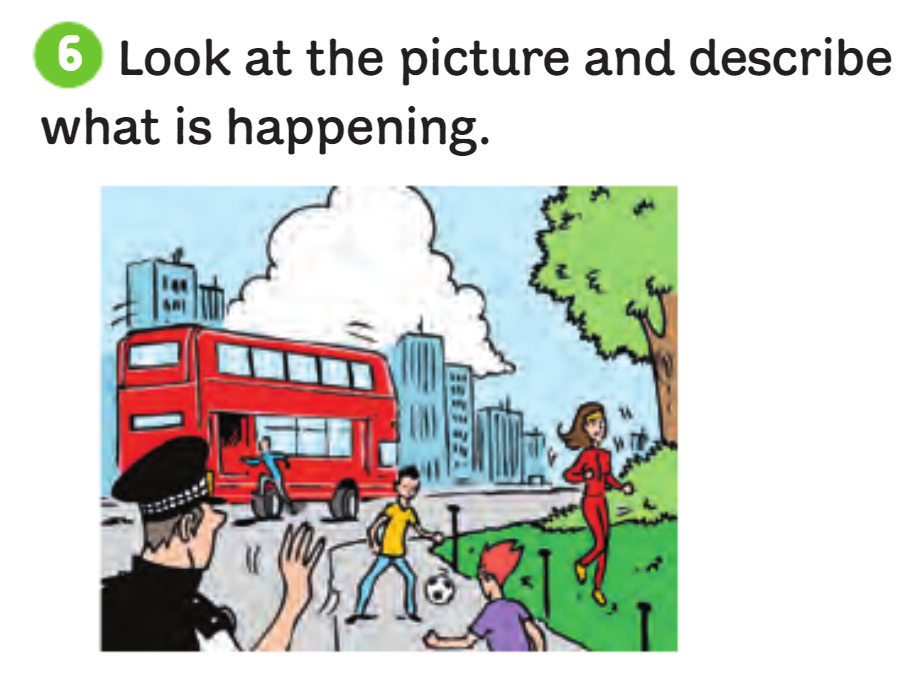 6 Look at the picture and describe
what is happening.